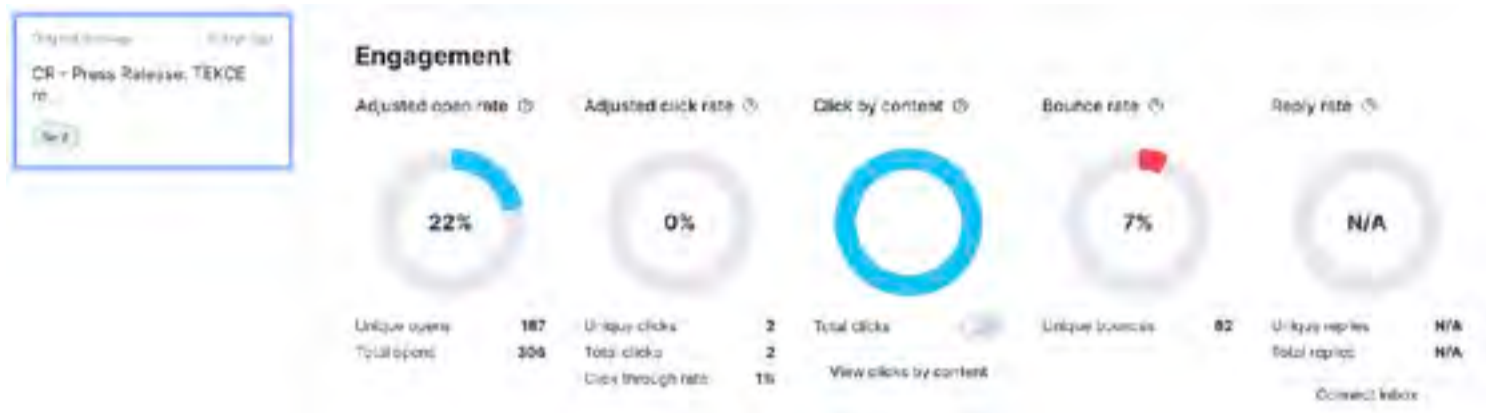 CR - Press Release: TEKCE
re...
Engagement
Adjusted open rate
22%
Unique opens 187
Total opens 306
Adjusted click rate
0%
Unique clicks 2
Total clicks 2
Click through rate 1%
Click by content
Total clicks
View clicks by content
Bounce rate
7%
Unique bounces 62
Reply rate
N/A
Unique replies N/A
Total replies N/A
Connect Inbox